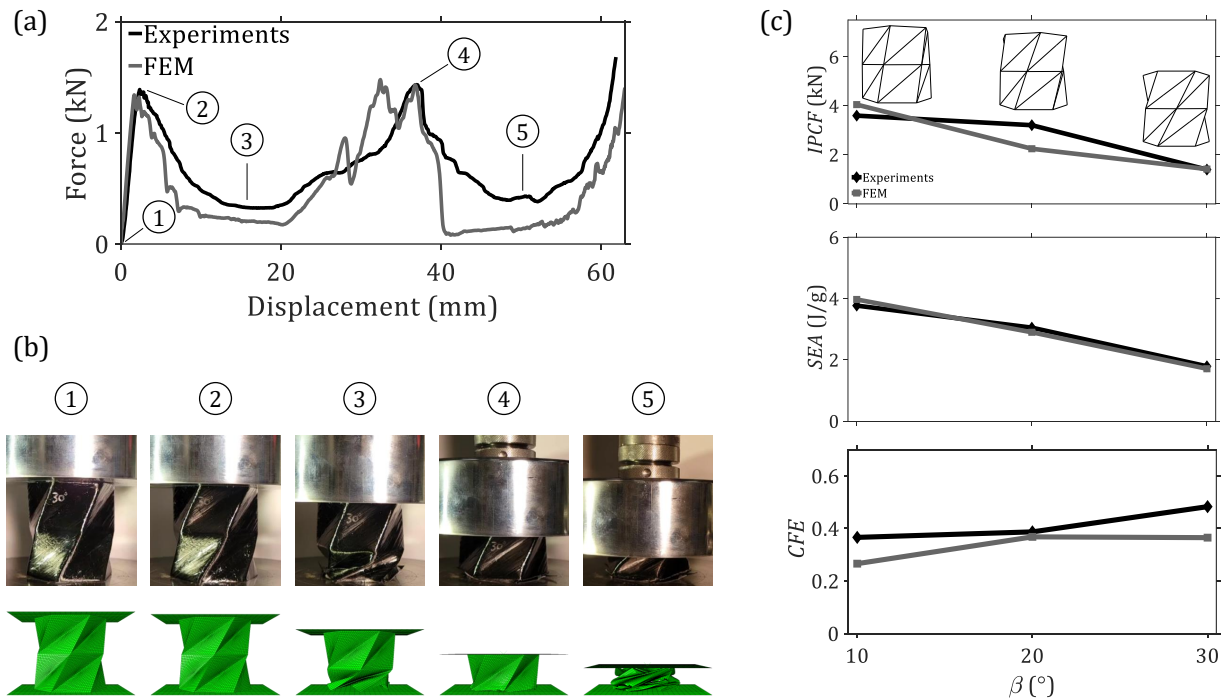 (a)
2
1
0
Force (kN)
Experiments
FEM
①
②
③
④
⑤
0
20
40
60
Displacement (mm)
(b)
①
②
③
④
⑤
30°
30°
30°
30
(c)
6
4
2
0
IPCF (kN)
Experiments
FEM
6
4
2
0
SEA (J/g)
0.6
0.4
0.2
0
CFE
10
20
30
β (°)